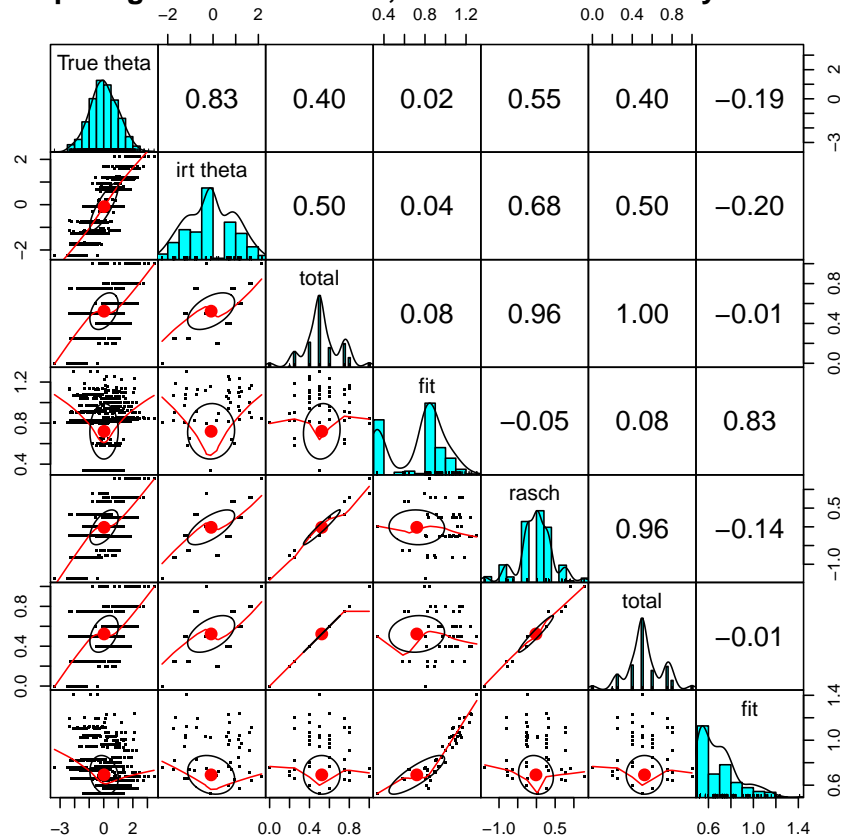 −2 0 2 0.4 0.8 1.2 0.0 0.4 0.8
True theta 0.83 0.40 0.02 0.55 0.40 −0.19
−3 0 2
irt theta 0.50 0.04 0.68 0.50 −0.20
−2 0 2
total 0.08 0.96 1.00 −0.01
0.0 0.4 0.8
fit −0.05 0.08 0.83
0.4 0.8 1.2
rasch 0.96 −0.14
−1.0 0.5
total −0.01
0.0 0.4 0.8
fit
0.6 1.0 1.4
−3 0 2 0.0 0.4 0.8 −1.0 0.5 0.6 1.0 1.4